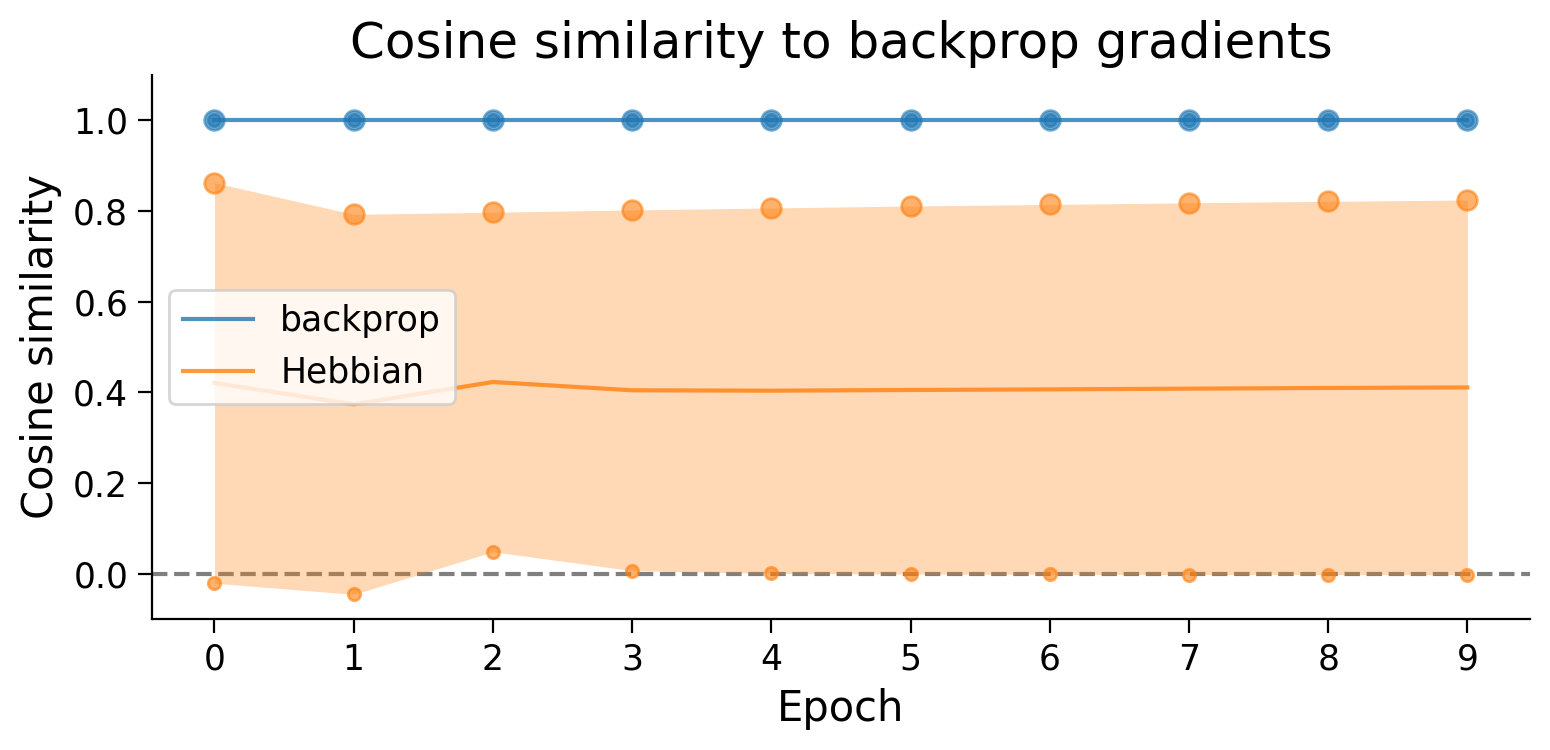 Cosine similarity to backprop gradients
Cosine similarity
1.0
0.8
0.6
0.4
0.2
0.0
backprop
Hebbian
0 1 2 3 4 5 6 7 8 9
Epoch